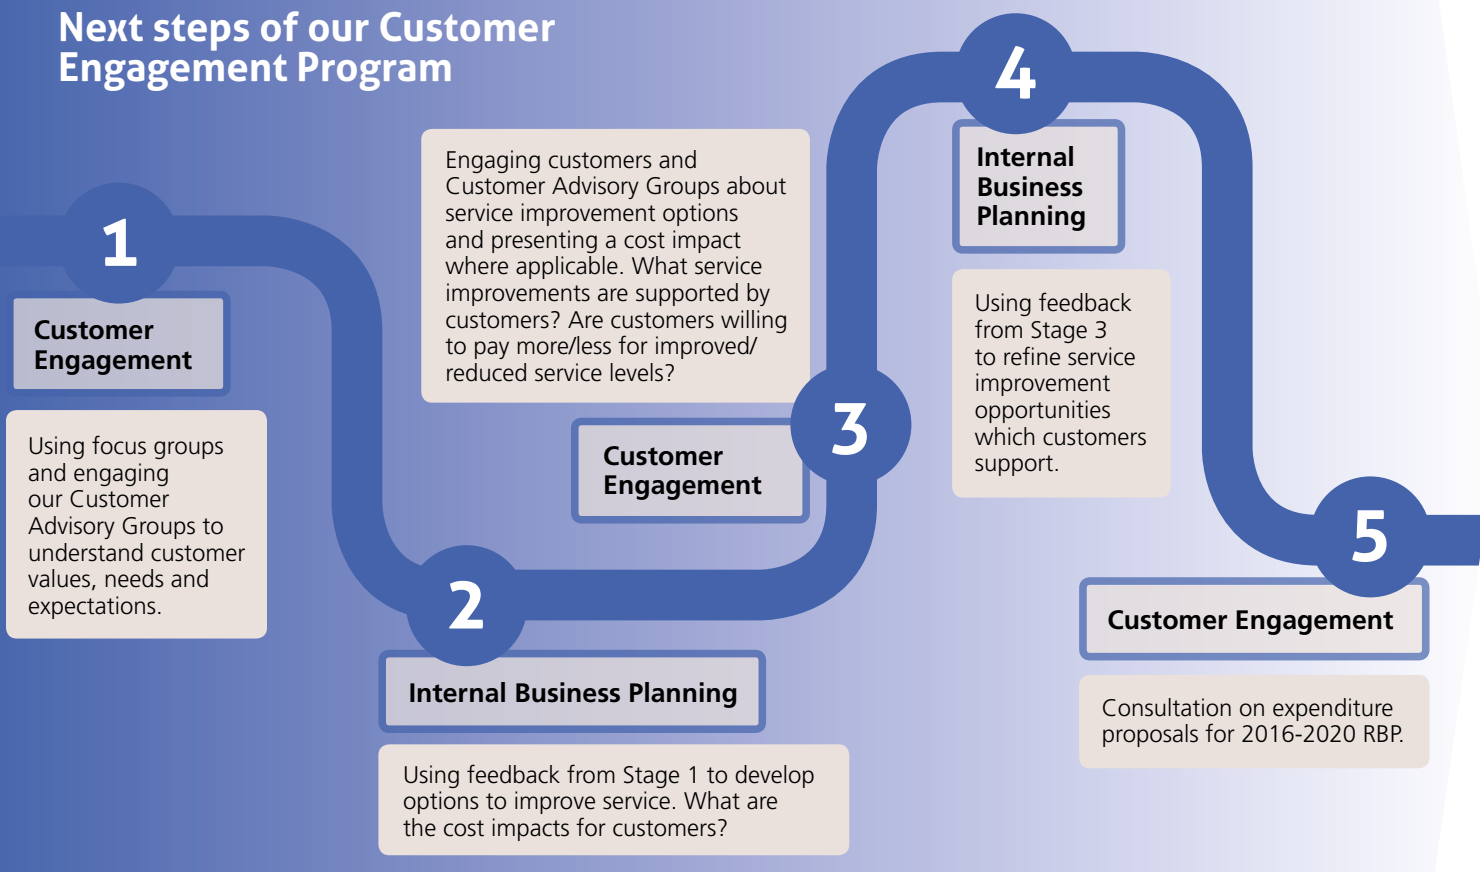 Next steps of our Customer
Engagement Program
1
Customer
Engagement
Using focus groups
and engaging
our Customer
Advisory Groups to
understand customer
values, needs and
expectations.
2
Internal Business Planning
Using feedback from Stage 1 to develop
options to improve service. What are
the cost impacts for customers?
Engaging customers and
Customer Advisory Groups about
service improvement options
and presenting a cost impact
where applicable. What service
improvements are supported by
customers? Are customers willing
to pay more/less for improved/
reduced service levels?
3
Customer
Engagement
4
Internal
Business
Planning
Using feedback
from Stage 3
to refine service
improvement
opportunities
which customers
support.
5
Customer Engagement
Consultation on expenditure
proposals for 2016-2020 RBP.